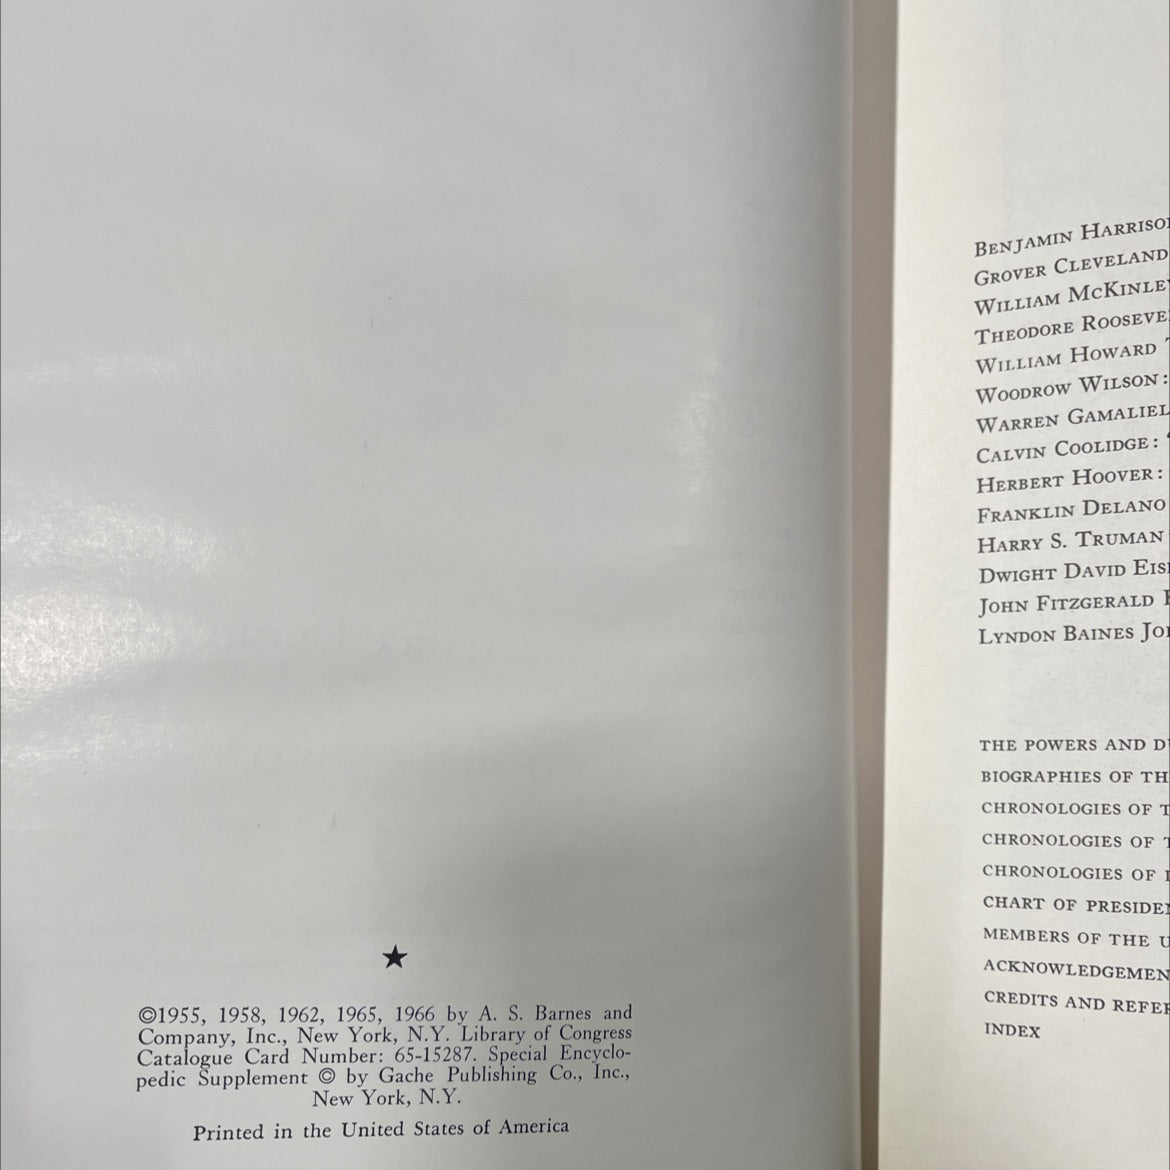 ©1955, 1958, 1962, 1965, 1966 by A. S. Barnes and
Company, Inc., New York, N.Y. Library of Congress
Catalogue Card Number: 65-15287. Special Encyclo-
pedic Supplement © by Gache Publishing Co., Inc.,
New York, N.Y.
Printed in the United States of America
BENJAMIN HARRISO
GROVER CLEVELAND
WILLIAM MCKINLE
THEODORE ROOSEVE
WILLIAM HOWARD
WOODROW WILSON:
WARREN GAMALIEL
CALVIN COOLIDGE:
HERBERT HOOVER:
FRANKLIN DELANO
HARRY S. TRUMAN
DWIGHT DAVID EIS
JOHN FITZGERALD
LYNDON BAINES JO
THE POWERS AND D
BIOGRAPHIES OF TH
CHRONOLOGIES OF T
CHRONOLOGIES OF
CHRONOLOGIES OF
CHART OF PRESIDE
MEMBERS OF THE U
ACKNOWLEDGEMEN
CREDITS AND REFE
INDEX